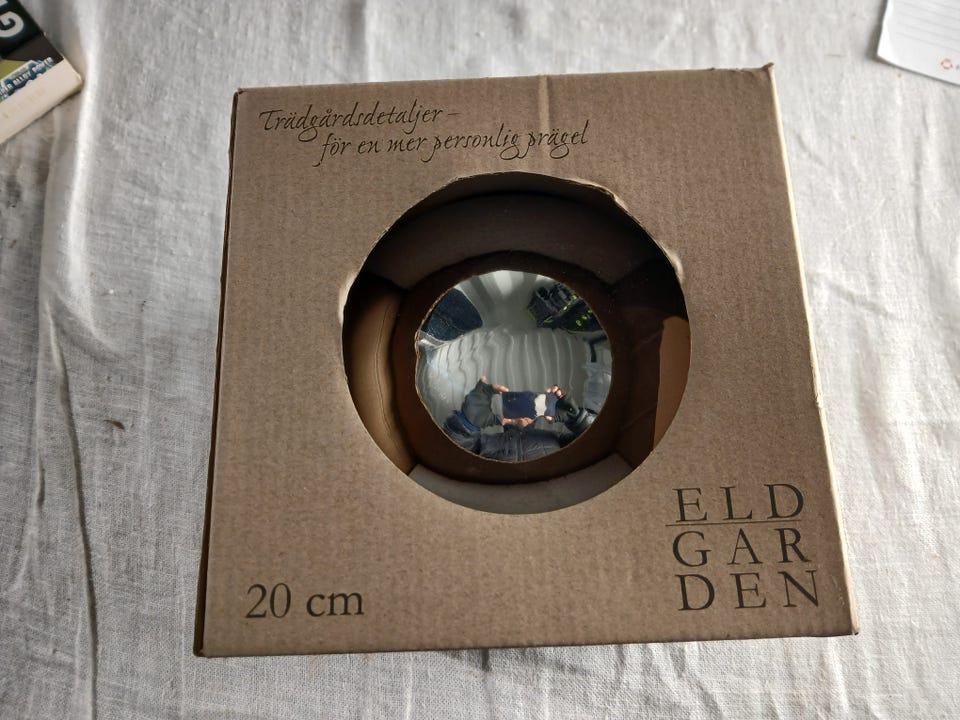 Trädgårdsdetaljer –
för en mer personlig prägel
ELD
GAR
DEN
20 cm